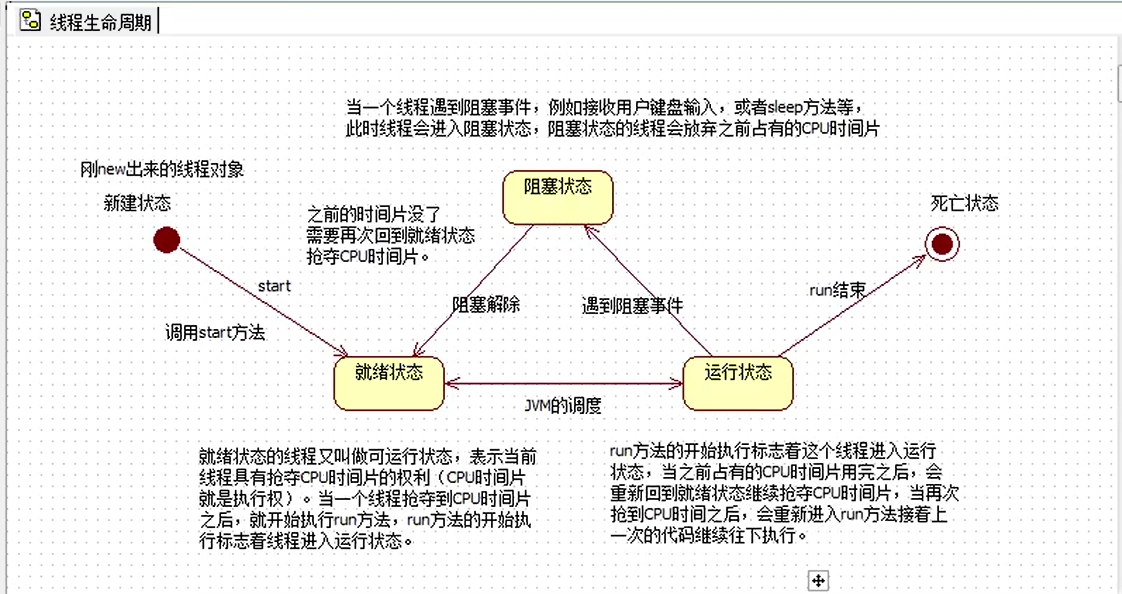 线程生命周期
当一个线程遇到阻塞事件，例如接收用户键盘输入，或者sleep方法等，
此时线程会进入阻塞状态，阻塞状态的线程会放弃之前占有的CPU时间片
刚new出来的线程对象
新建状态
阻塞状态
死亡状态
之前的时间片没了
需要再次回到就绪状态
抢夺CPU时间片。
start
run结束
阻塞解除
遇到阻塞事件
调用start方法
就绪状态
运行状态
JVM的调度
就绪状态的线程又叫做可运行状态，表示当前
线程具有抢夺CPU时间片的权利（CPU时间片
就是执行权）。当一个线程抢夺到CPU时间片
之后，就开始执行run方法，run方法的开始执
行标志着线程进入运行状态。
run方法的开始执行标志着这个线程进入运行
状态，当之前占有的CPU时间片用完之后，会
重新回到就绪状态继续抢夺CPU时间片，当再次
抢到CPU时间之后，会重新进入run方法接着上
一次的代码继续往下执行。